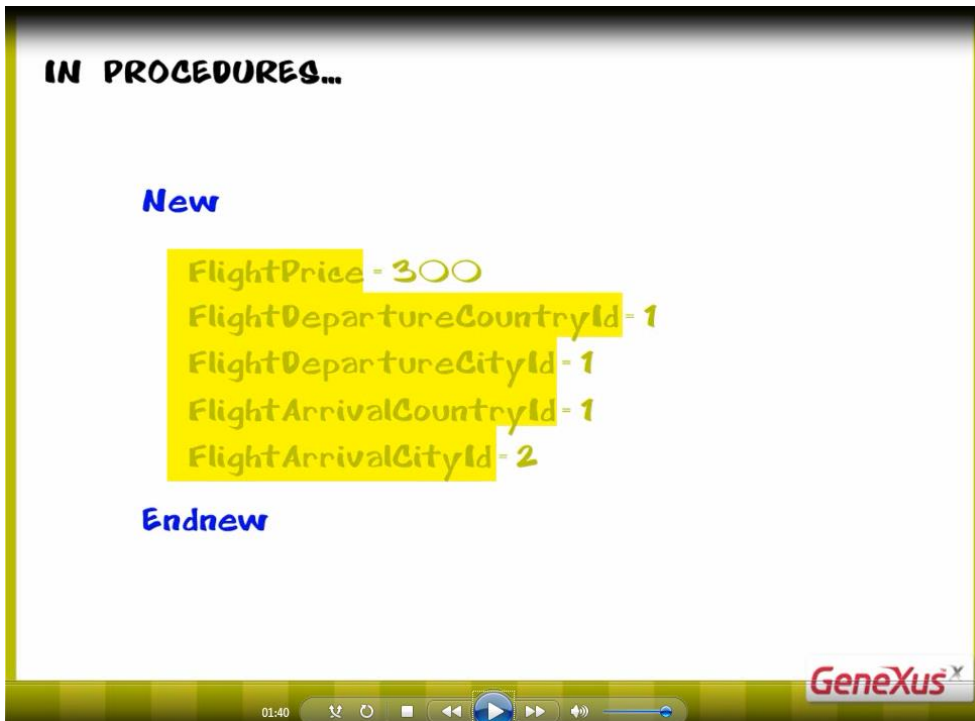 IN PROCEDURES...
New
FlightPrice = 300
FlightDepartureCountryId = 1
FlightDepartureCityId = 1
FlightArrivalCountryId = 1
FlightArrivalCityId = 2
Endnew
GeneXus X
01:40